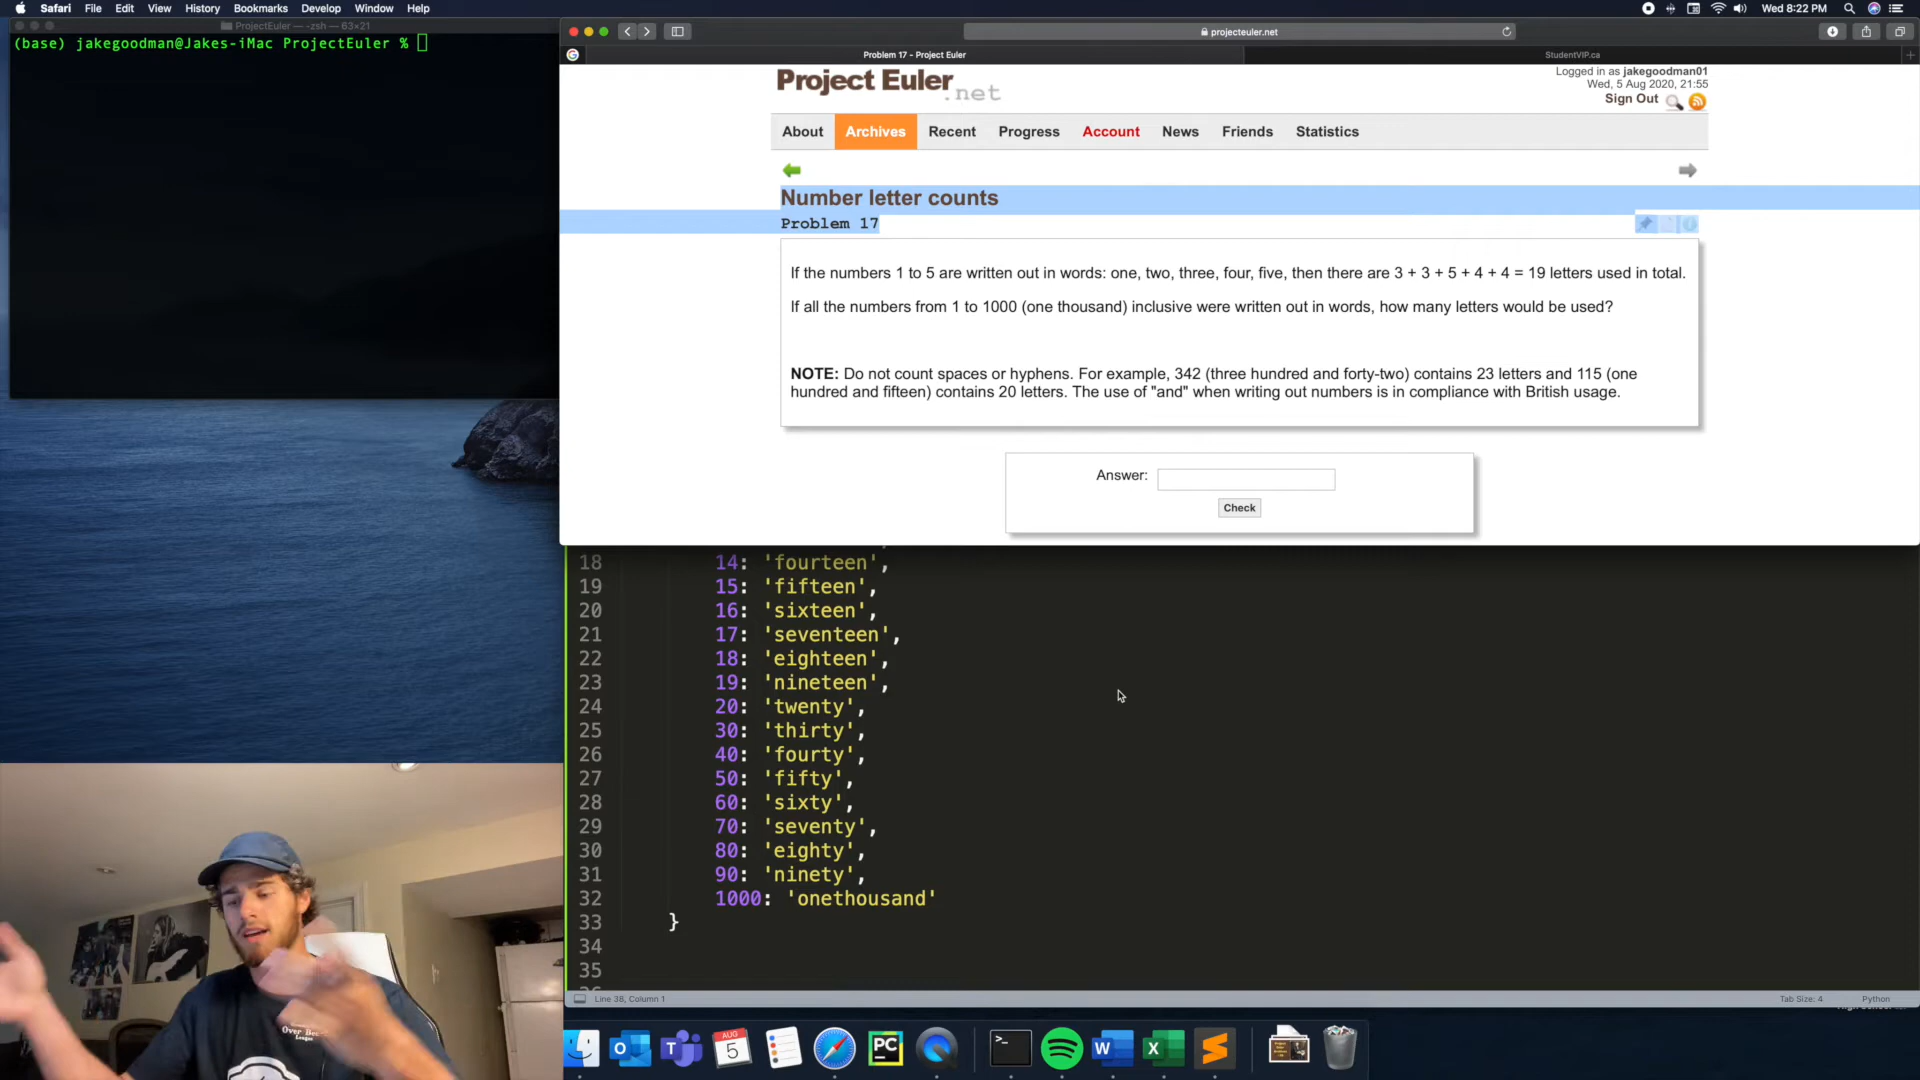 Safari File Edit View History Bookmarks Develop Window Help
Wed 8:22 PM
ProjectEuler — -zsh — 63×21
(base) jakegoodman@Jakes-iMac ProjectEuler %
projecteuler.net
Problem 17 - Project Euler
StudentVIP.ca
Project Euler
.net
Logged in as jakegoodman01
Wed, 5 Aug 2020, 21:55
Sign Out
About Archives Recent Progress Account News Friends Statistics
Number letter counts
Problem 17
If the numbers 1 to 5 are written out in words: one, two, three, four, five, then there are 3 + 3 + 5 + 4 + 4 = 19 letters used in total.
If all the numbers from 1 to 1000 (one thousand) inclusive were written out in words, how many letters would be used?
NOTE: Do not count spaces or hyphens. For example, 342 (three hundred and forty-two) contains 23 letters and 115 (one
hundred and fifteen) contains 20 letters. The use of "and" when writing out numbers is in compliance with British usage.
Answer:
Check
18 14: 'fourteen',
19 15: 'fifteen',
20 16: 'sixteen',
21 17: 'seventeen',
22 18: 'eighteen',
23 19: 'nineteen',
24 20: 'twenty',
25 30: 'thirty',
26 40: 'fourty',
27 50: 'fifty',
28 60: 'sixty',
29 70: 'seventy',
30 80: 'eighty',
31 90: 'ninety',
32 1000: 'onethousand'
33 }
34
35
Line 38, Column 1
Tab Size: 4
Python
AUG
5
PC
>_
W
X